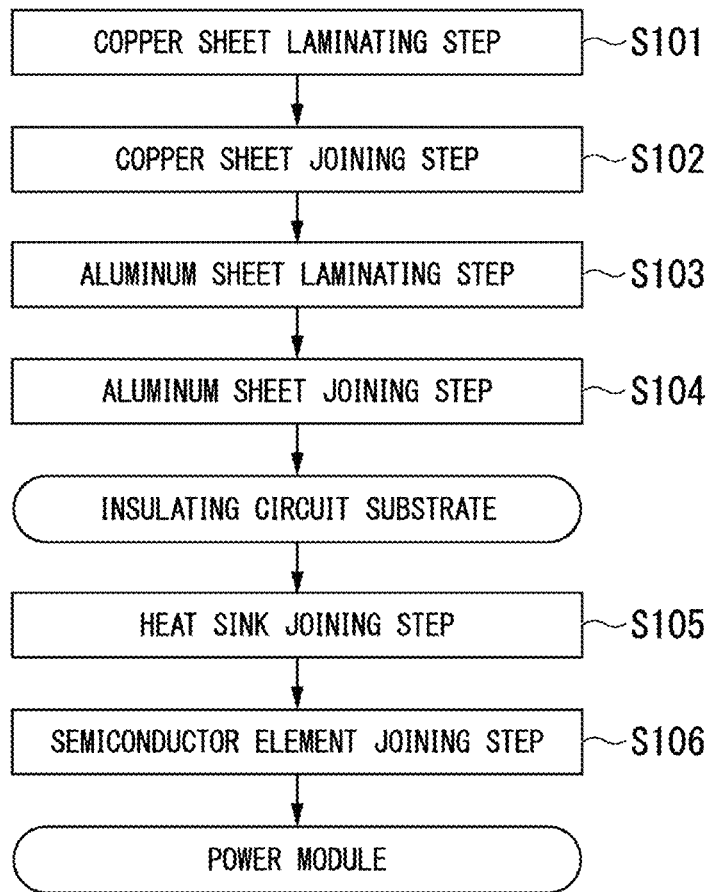 COPPER SHEET LAMINATING STEP S101
COPPER SHEET JOINING STEP S102
ALUMINUM SHEET LAMINATING STEP S103
ALUMINUM SHEET JOINING STEP S104
INSULATING CIRCUIT SUBSTRATE
HEAT SINK JOINING STEP S105
SEMICONDUCTOR ELEMENT JOINING STEP S106
POWER MODULE